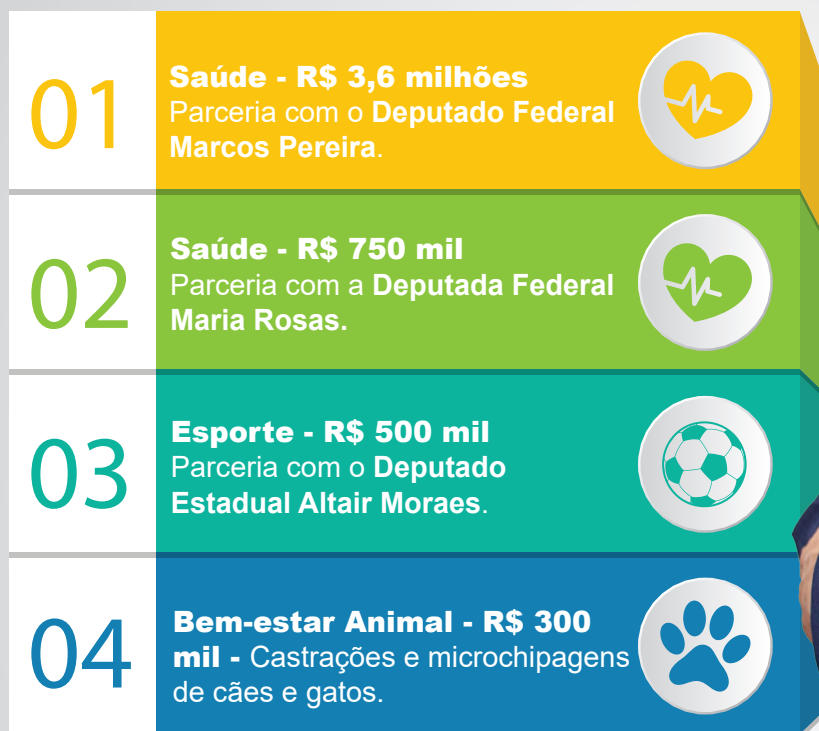 01
Saúde - R$ 3,6 milhões
Parceria com o Deputado Federal
Marcos Pereira.
02
Saúde - R$ 750 mil
Parceria com a Deputada Federal
Maria Rosas.
03
Esporte - R$ 500 mil
Parceria com o Deputado
Estadual Altair Moraes.
04
Bem-estar Animal - R$ 300
mil - Castrações e microchipagens
de cães e gatos.